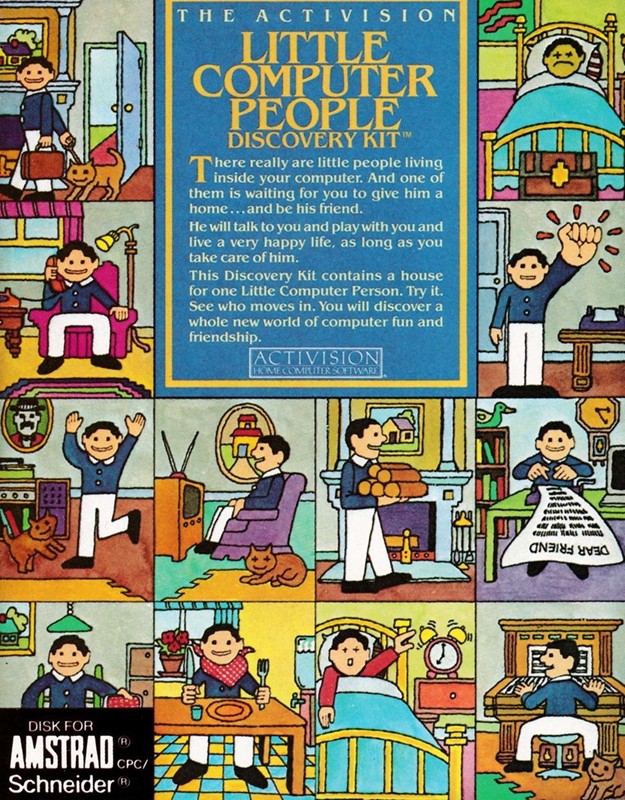 THE ACTIVISION
LITTLE
COMPUTER
PEOPLE
DISCOVERY KIT™
There really are little people living
inside your computer. And one of
them is waiting for you to give him a
home...and be his friend.
He will talk to you and play with you and
live a very happy life, as long as you
take care of him.
This Discovery Kit contains a house
for one Little Computer Person. Try it.
See who moves in. You will discover a
whole new world of computer fun and
friendship.
ACTIVISION
HOME COMPUTER SOFTWARE
DEAR FRIEND
DISK FOR
AMSTRAD® CPC/
Schneider®